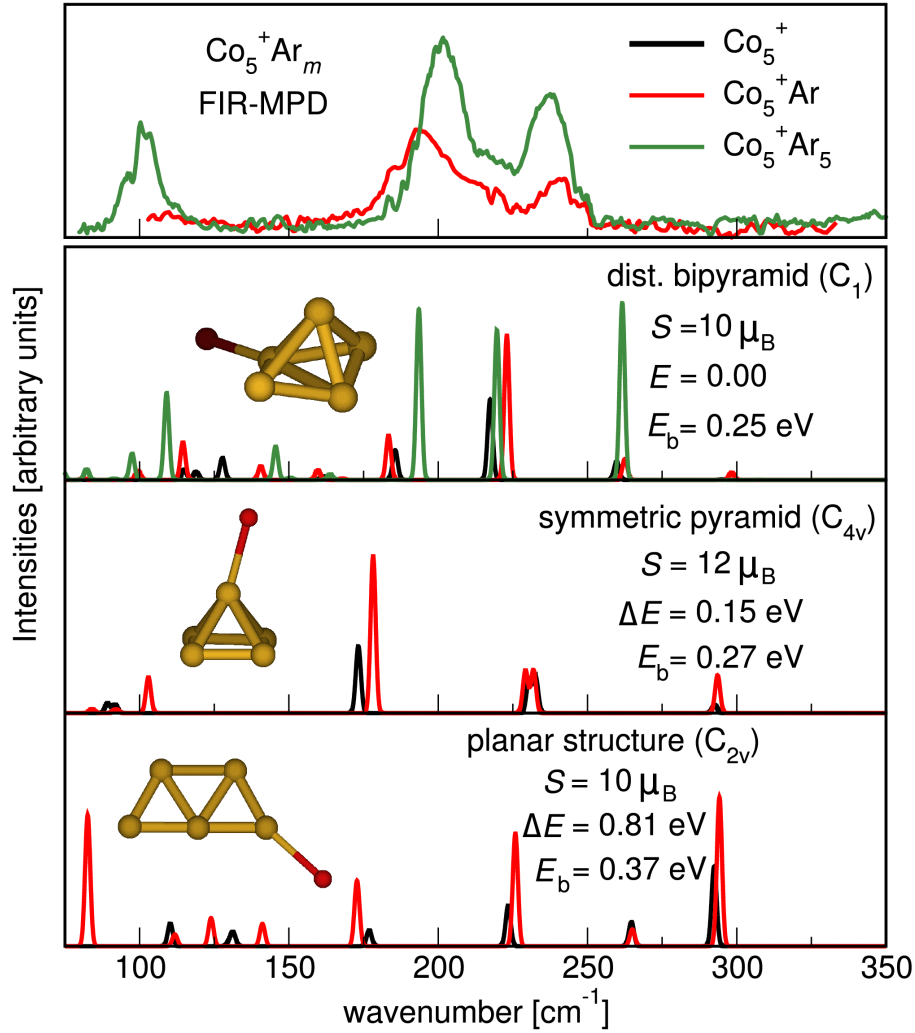 Co5+Arm
FIR-MPD
Co5+
Co5+Ar
Co5+Ar5
Intensities [arbitrary units]
dist. bipyramid (C1)
S =10 μB
E = 0.00
Eb= 0.25 eV
symmetric pyramid (C4v)
S = 12 μB
ΔE = 0.15 eV
Eb= 0.27 eV
planar structure (C2v)
S = 10 μB
ΔE = 0.81 eV
Eb= 0.37 eV
100 150 200 250 300 350
wavenumber [cm-1]